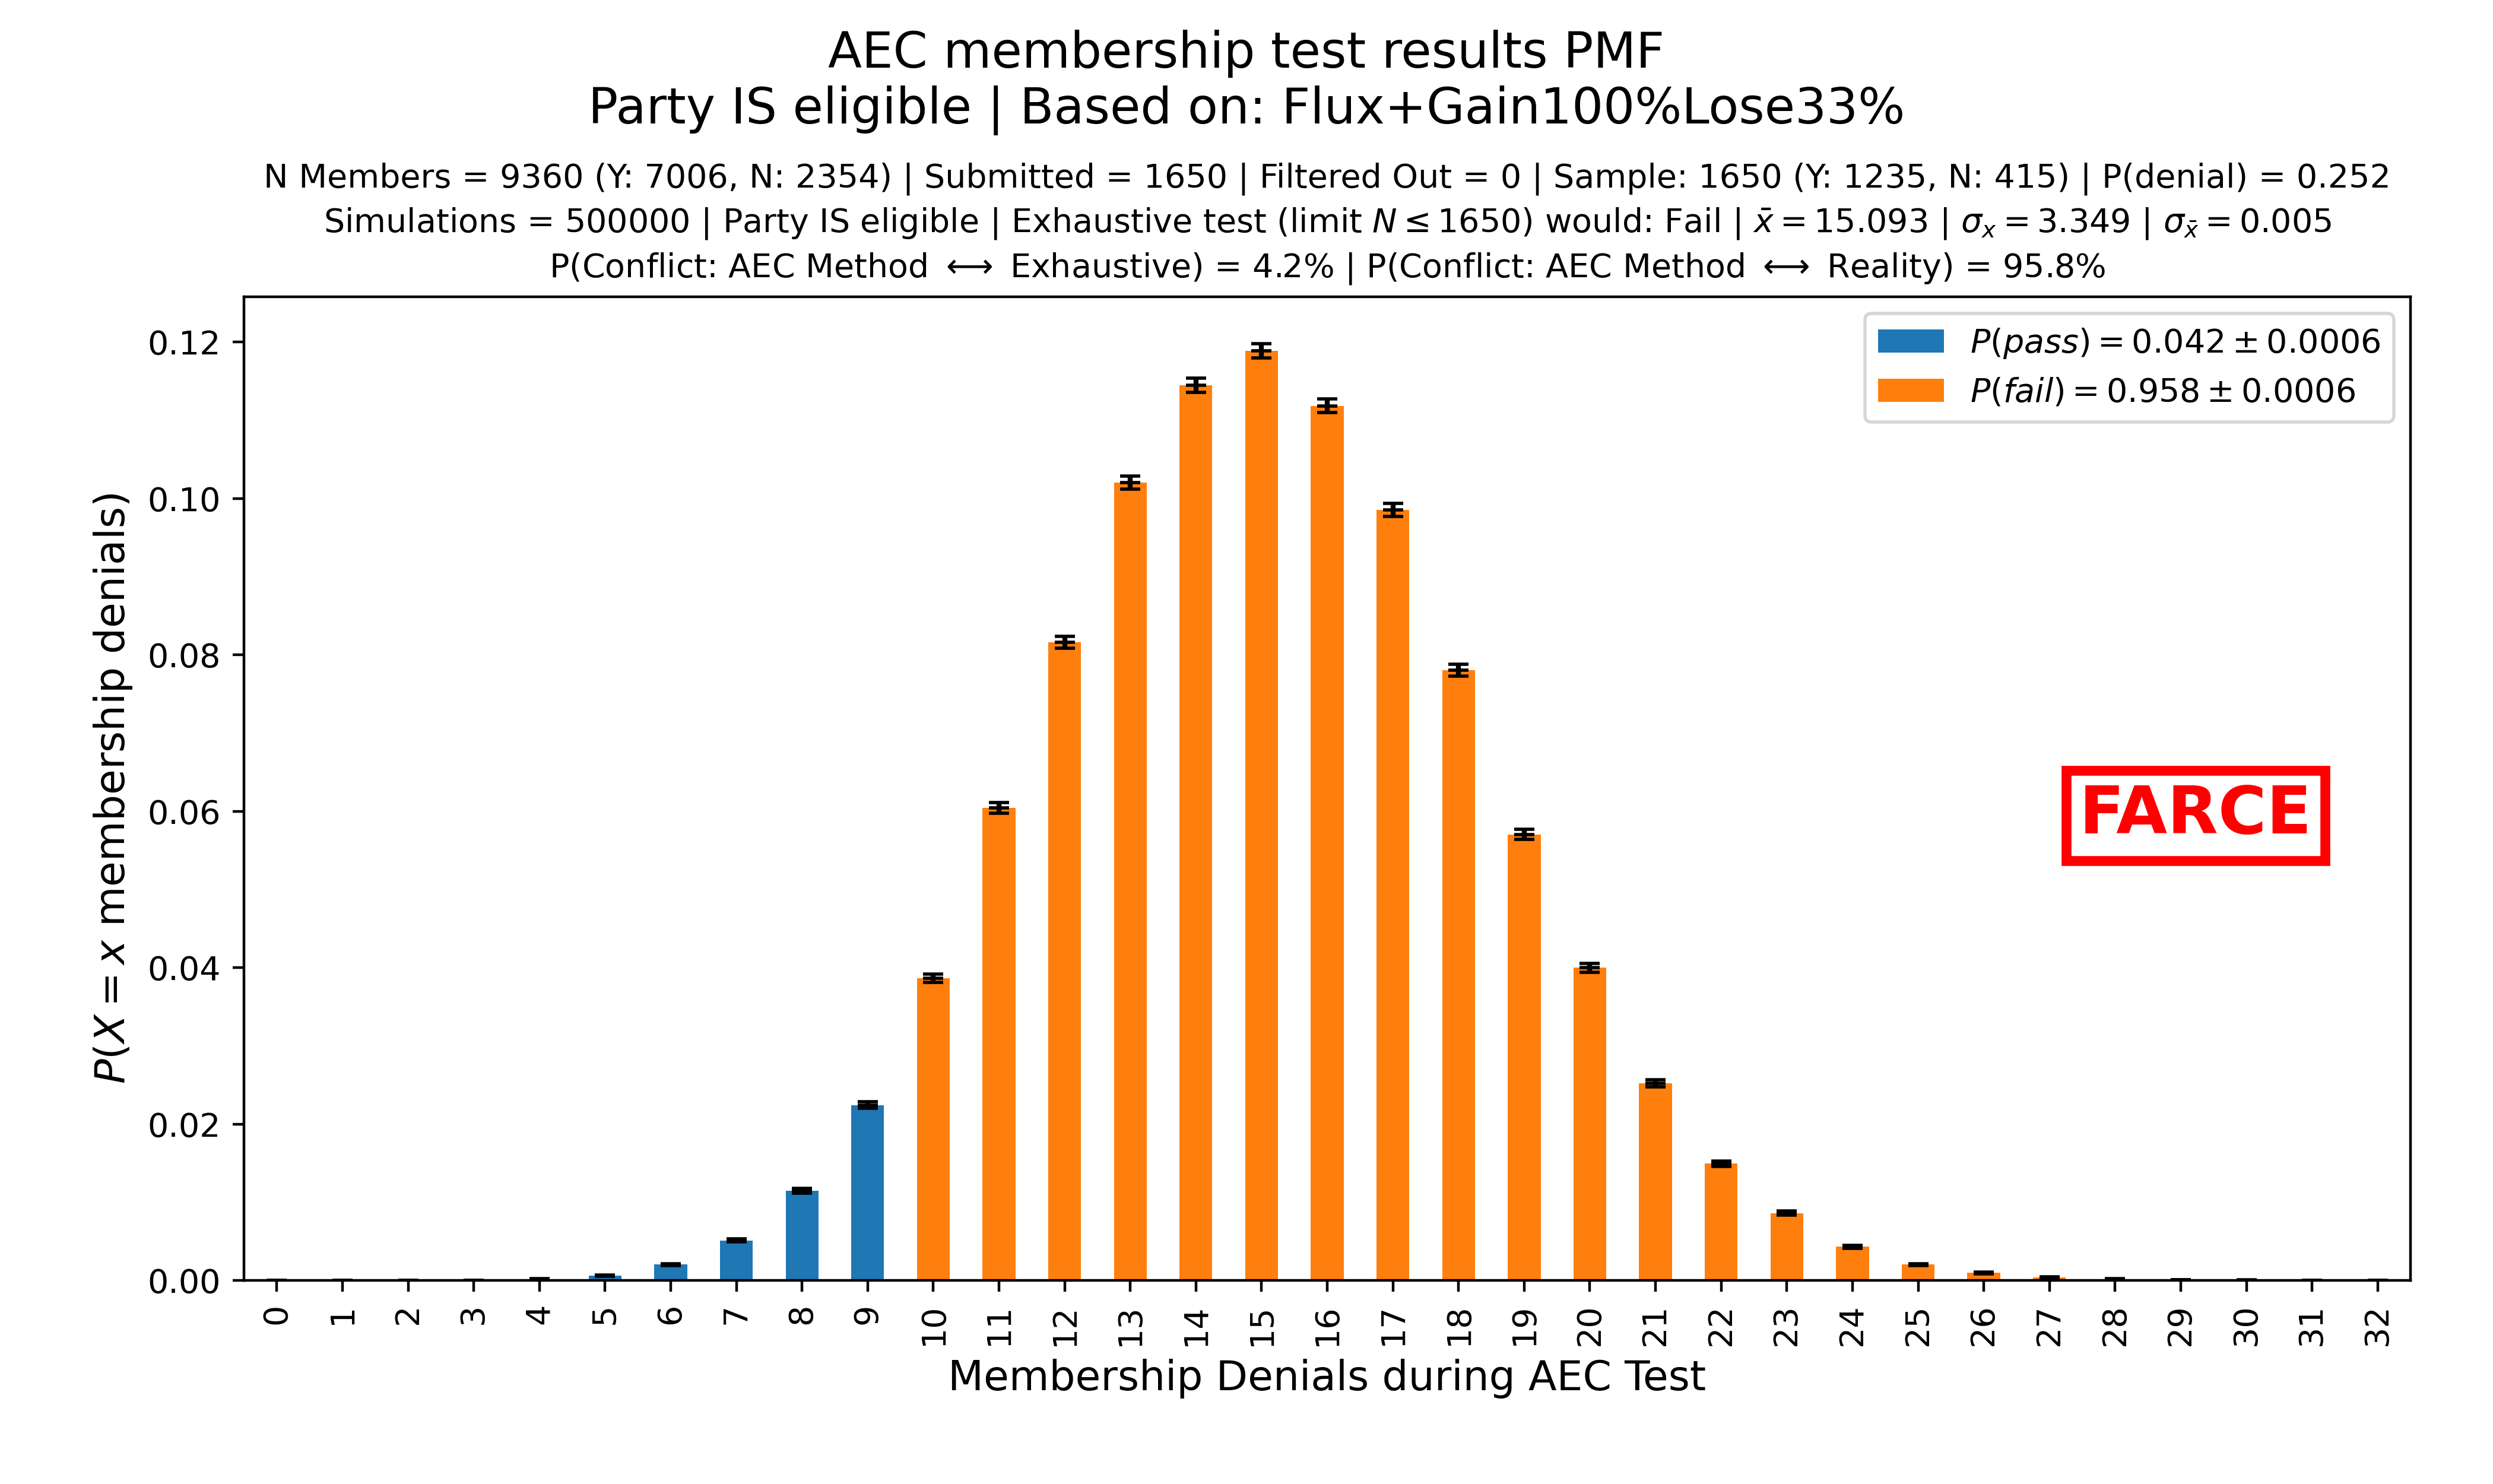 AEC membership test results PMF
Party IS eligible | Based on: Flux+Gain100%Lose33%
N Members = 9360 (Y: 7006, N: 2354) | Submitted = 1650 | Filtered Out = 0 | Sample: 1650 (Y: 1235, N: 415) | P(denial) = 0.252
Simulations = 500000 | Party IS eligible | Exhaustive test (limit N ≤ 1650) would: Fail | x̄ = 15.093 | σₓ = 3.349 | σ_x̄ = 0.005
P(Conflict: AEC Method ⟷ Exhaustive) = 4.2% | P(Conflict: AEC Method ⟷ Reality) = 95.8%
P(pass) = 0.042 ± 0.0006
P(fail) = 0.958 ± 0.0006
FARCE
P(X = x membership denials)
0.12
0.10
0.08
0.06
0.04
0.02
0.00
0 1 2 3 4 5 6 7 8 9 10 11 12 13 14 15 16 17 18 19 20 21 22 23 24 25 26 27 28 29 30 31 32
Membership Denials during AEC Test